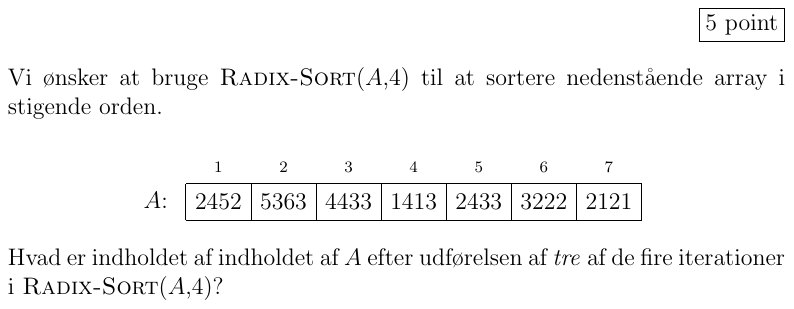 5 point
Vi ønsker at bruge RADIX-SORT(A,4) til at sortere nedenstående array i
stigende orden.
1 2 3 4 5 6 7
A: 2452 5363 4433 1413 2433 3222 2121
Hvad er indholdet af indholdet af A efter udførelsen af tre af de fire iterationer
i RADIX-SORT(A,4)?